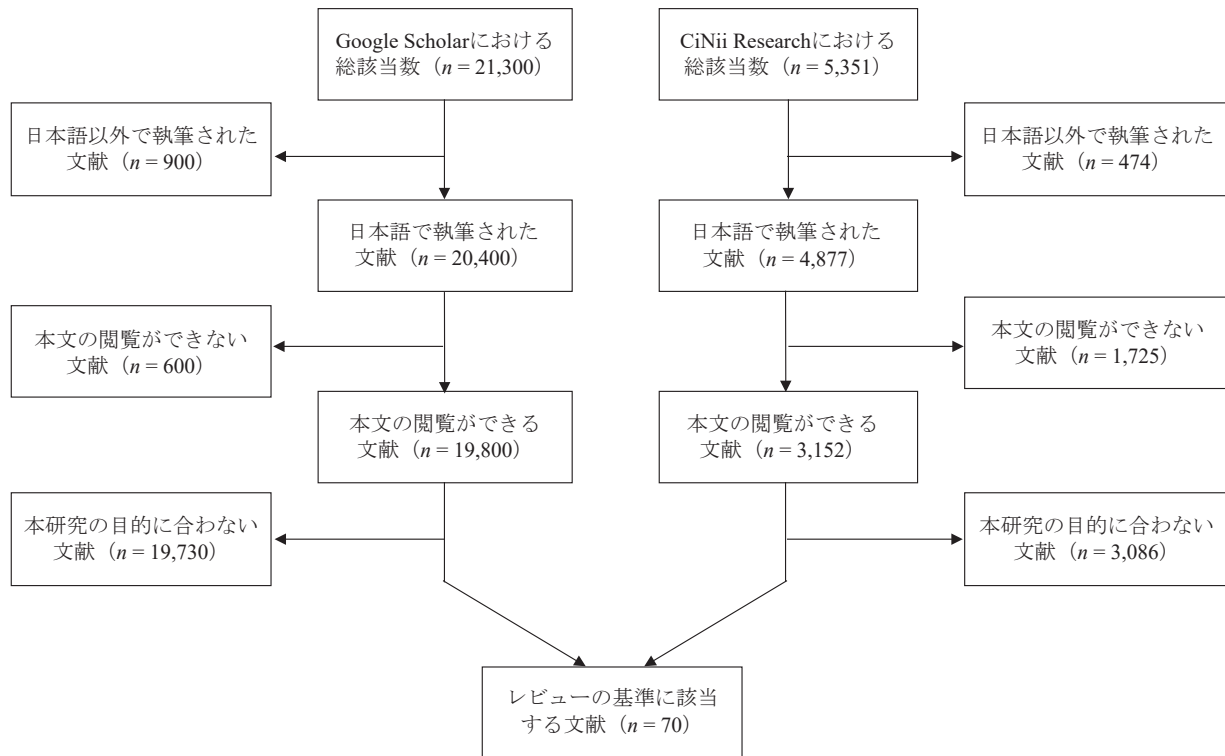 Google Scholarにおける
総該当数（n = 21,300）
CiNii Researchにおける
総該当数（n = 5,351）
日本語以外で執筆された
文献（n = 900）
日本語以外で執筆された
文献（n = 474）
日本語で執筆された
文献（n = 20,400）
日本語で執筆された
文献（n = 4,877）
本文の閲覧ができない
文献（n = 600）
本文の閲覧ができない
文献（n = 1,725）
本文の閲覧ができる
文献（n = 19,800）
本文の閲覧ができる
文献（n = 3,152）
本研究の目的に合わない
文献（n = 19,730）
本研究の目的に合わない
文献（n = 3,086）
レビューの基準に該当
する文献（n = 70）